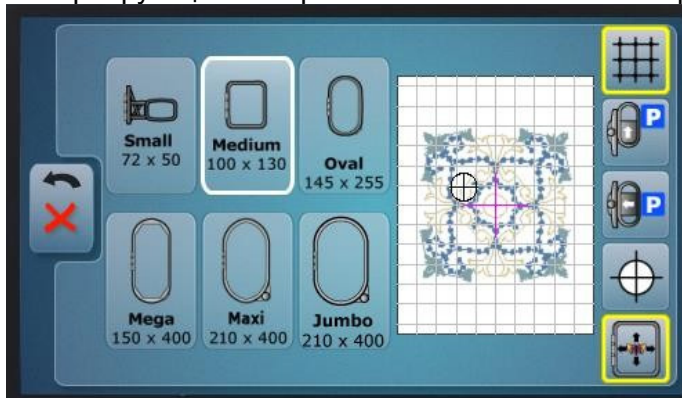 Small
72 x 50
Medium
100 x 130
Oval
145 x 255
Mega
150 x 400
Maxi
210 x 400
Jumbo
210 x 400
P
P